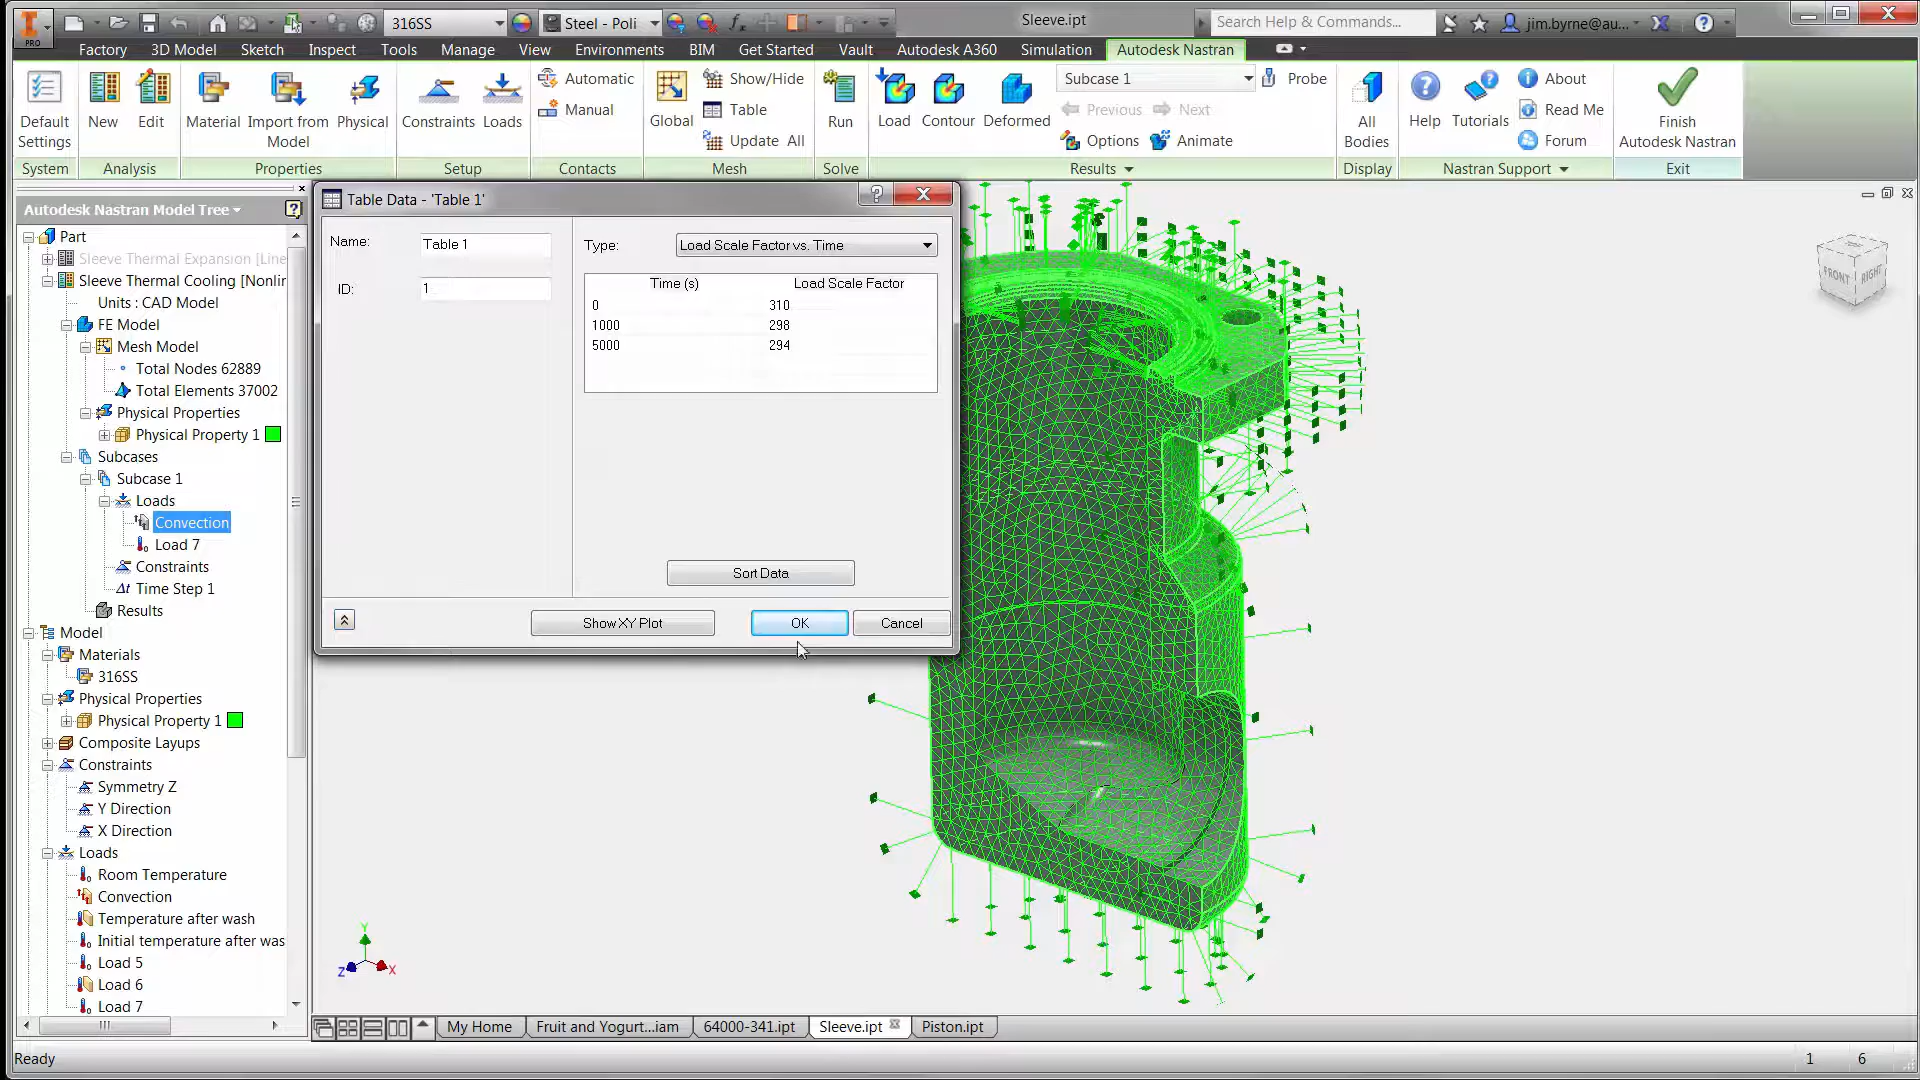 316SS
Steel - Poli
Sleeve.ipt
Search Help & Commands...
jim.byrne@au...
PRO
Factory 3D Model Sketch Inspect Tools Manage View Environments BIM Get Started Vault Autodesk A360 Simulation Autodesk Nastran
Default Settings
New
Edit
Material
Import from Model
Physical
Constraints
Loads
Automatic
Manual
Global
Show/Hide
Table
Update All
Run
Load
Contour
Deformed
Subcase 1
Probe
Previous
Next
Options
Animate
All Bodies
Help
Tutorials
About
Read Me
Forum
Finish Autodesk Nastran
System Analysis Properties Setup Contacts Mesh Solve Results Display Nastran Support Exit
Autodesk Nastran Model Tree
Part
Sleeve Thermal Expansion [Line
Sleeve Thermal Cooling [Nonlir
Units : CAD Model
FE Model
Mesh Model
Total Nodes 62889
Total Elements 37002
Physical Properties
Physical Property 1
Subcases
Subcase 1
Loads
Convection
Load 7
Constraints
Δt Time Step 1
Results
Model
Materials
316SS
Physical Properties
Physical Property 1
Composite Layups
Constraints
Symmetry Z
Y Direction
X Direction
Loads
Room Temperature
Convection
Temperature after wash
Initial temperature after was
Load 5
Load 6
Load 7
Table Data - 'Table 1'
Name: Table 1
ID: 1
Type: Load Scale Factor vs. Time
Time (s) Load Scale Factor
0 310
1000 298
5000 294
Sort Data
Show XY Plot
OK
Cancel
FRONT
RIGHT
Y
Z
X
My Home
Fruit and Yogurt...iam
64000-341.ipt
Sleeve.ipt
Piston.ipt
Ready
1 6